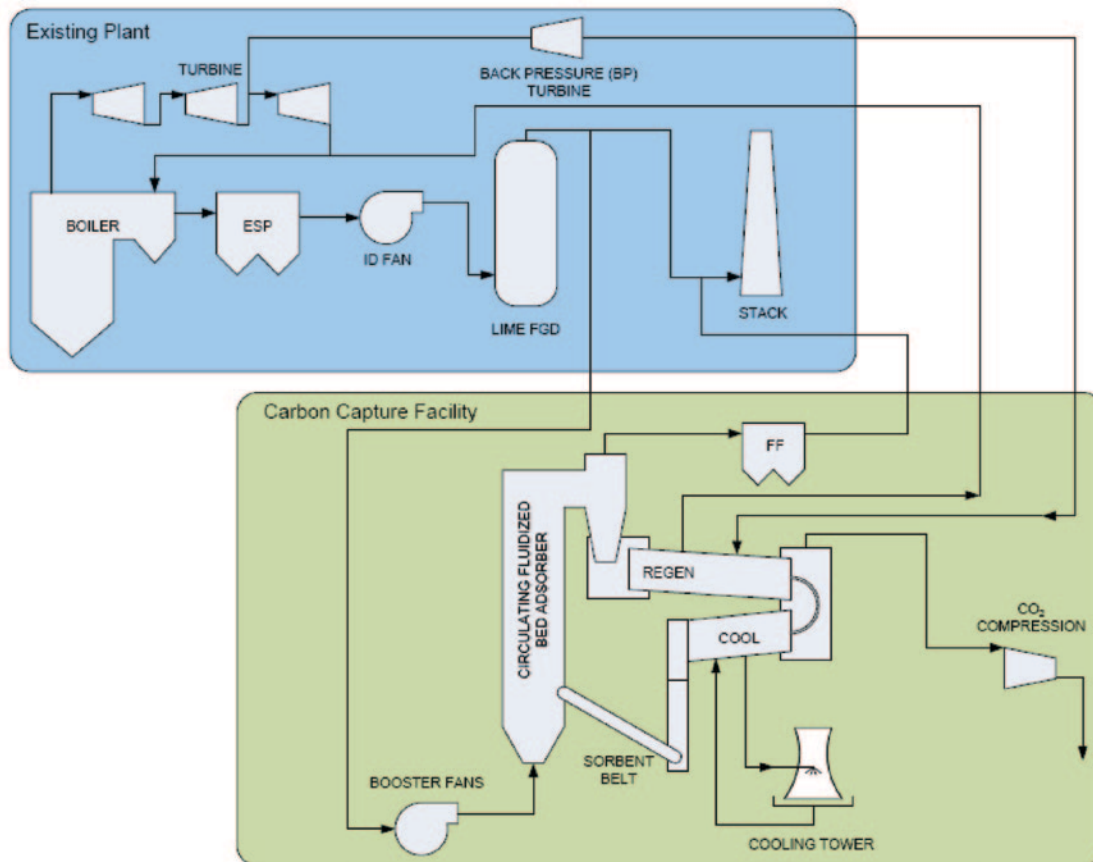 Existing Plant
TURBINE
BACK PRESSURE (BP)
TURBINE
BOILER
ESP
ID FAN
LIME FGD
STACK
Carbon Capture Facility
FF
CIRCULATING FLUIDIZED
BED ADSORBER
REGEN
COOL
CO₂
COMPRESSION
SORBENT
BELT
BOOSTER FANS
COOLING TOWER